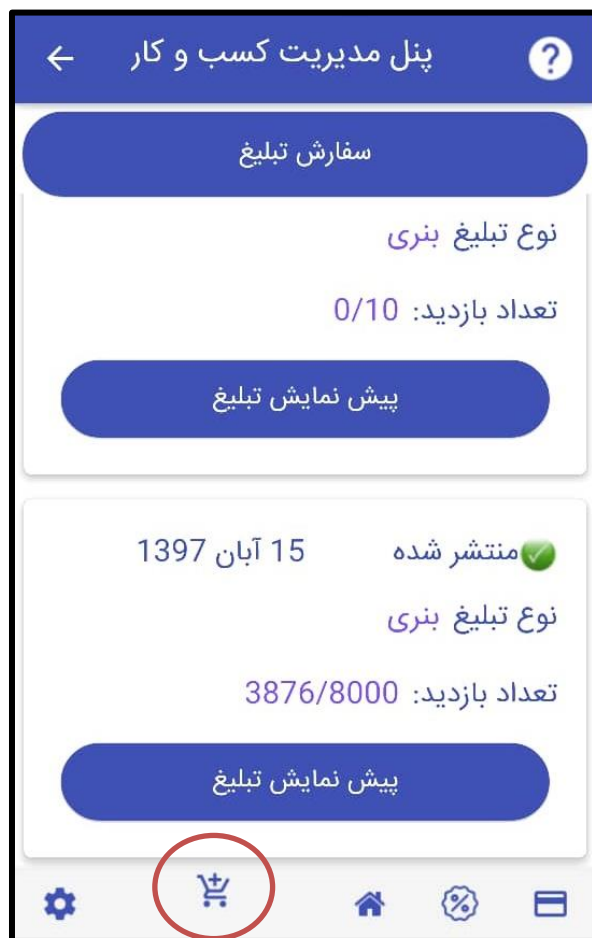 پنل مدیریت کسب و کار
سفارش تبلیغ
نوع تبلیغ بنری
تعداد بازدید: 0/10
پیش نمایش تبلیغ
منتشر شده 15 آبان 1397
نوع تبلیغ بنری
تعداد بازدید: 3876/8000
پیش نمایش تبلیغ